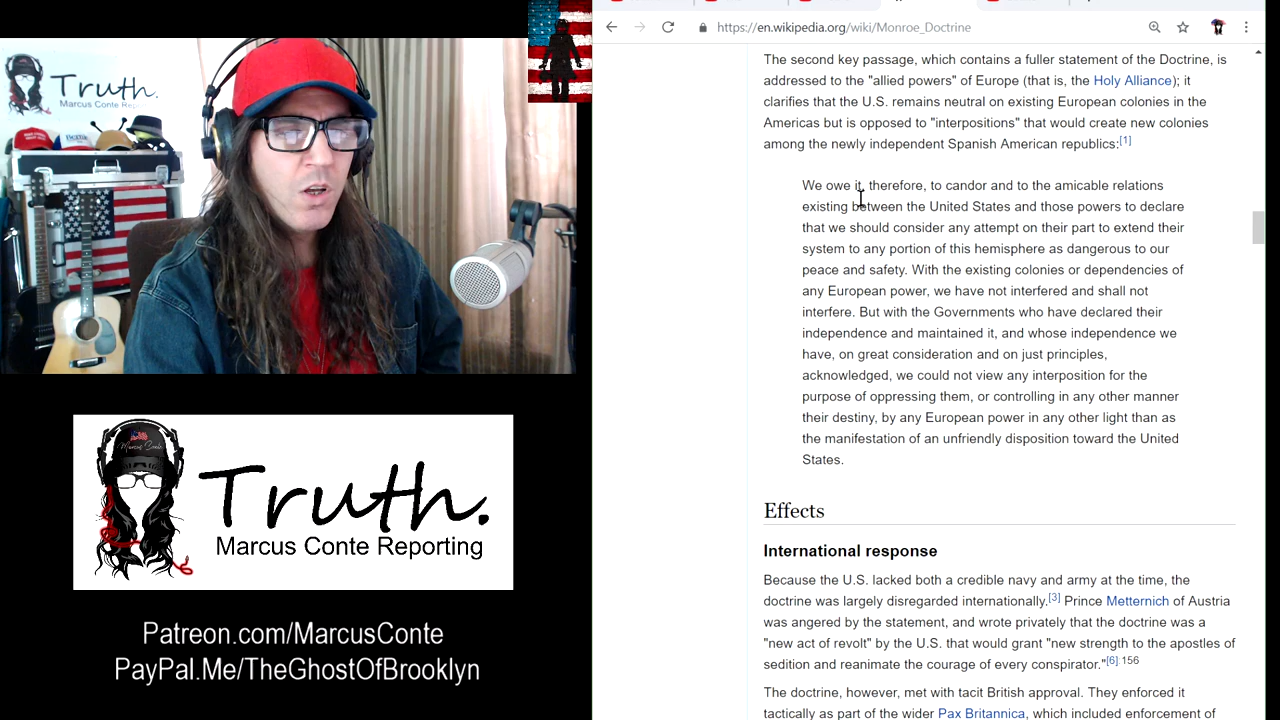 Truth.
Marcus Conte Repor
https://en.wikipedia.org/wiki/Monroe_Doctrine
The second key passage, which contains a fuller statement of the Doctrine, is
addressed to the "allied powers" of Europe (that is, the Holy Alliance); it
clarifies that the U.S. remains neutral on existing European colonies in the
Americas but is opposed to "interpositions" that would create new colonies
among the newly independent Spanish American republics:[1]
We owe it, therefore, to candor and to the amicable relations
existing between the United States and those powers to declare
that we should consider any attempt on their part to extend their
system to any portion of this hemisphere as dangerous to our
peace and safety. With the existing colonies or dependencies of
any European power, we have not interfered and shall not
interfere. But with the Governments who have declared their
independence and maintained it, and whose independence we
have, on great consideration and on just principles,
acknowledged, we could not view any interposition for the
purpose of oppressing them, or controlling in any other manner
their destiny, by any European power in any other light than as
the manifestation of an unfriendly disposition toward the United
States.
Effects
International response
Because the U.S. lacked both a credible navy and army at the time, the
doctrine was largely disregarded internationally.[3] Prince Metternich of Austria
was angered by the statement, and wrote privately that the doctrine was a
"new act of revolt" by the U.S. that would grant "new strength to the apostles of
sedition and reanimate the courage of every conspirator."[6]:156
The doctrine, however, met with tacit British approval. They enforced it
tactically as part of the wider Pax Britannica, which included enforcement of
Marcus Conte
Truth.
Marcus Conte Reporting
Patreon.com/MarcusConte
PayPal.Me/TheGhostOfBrooklyn